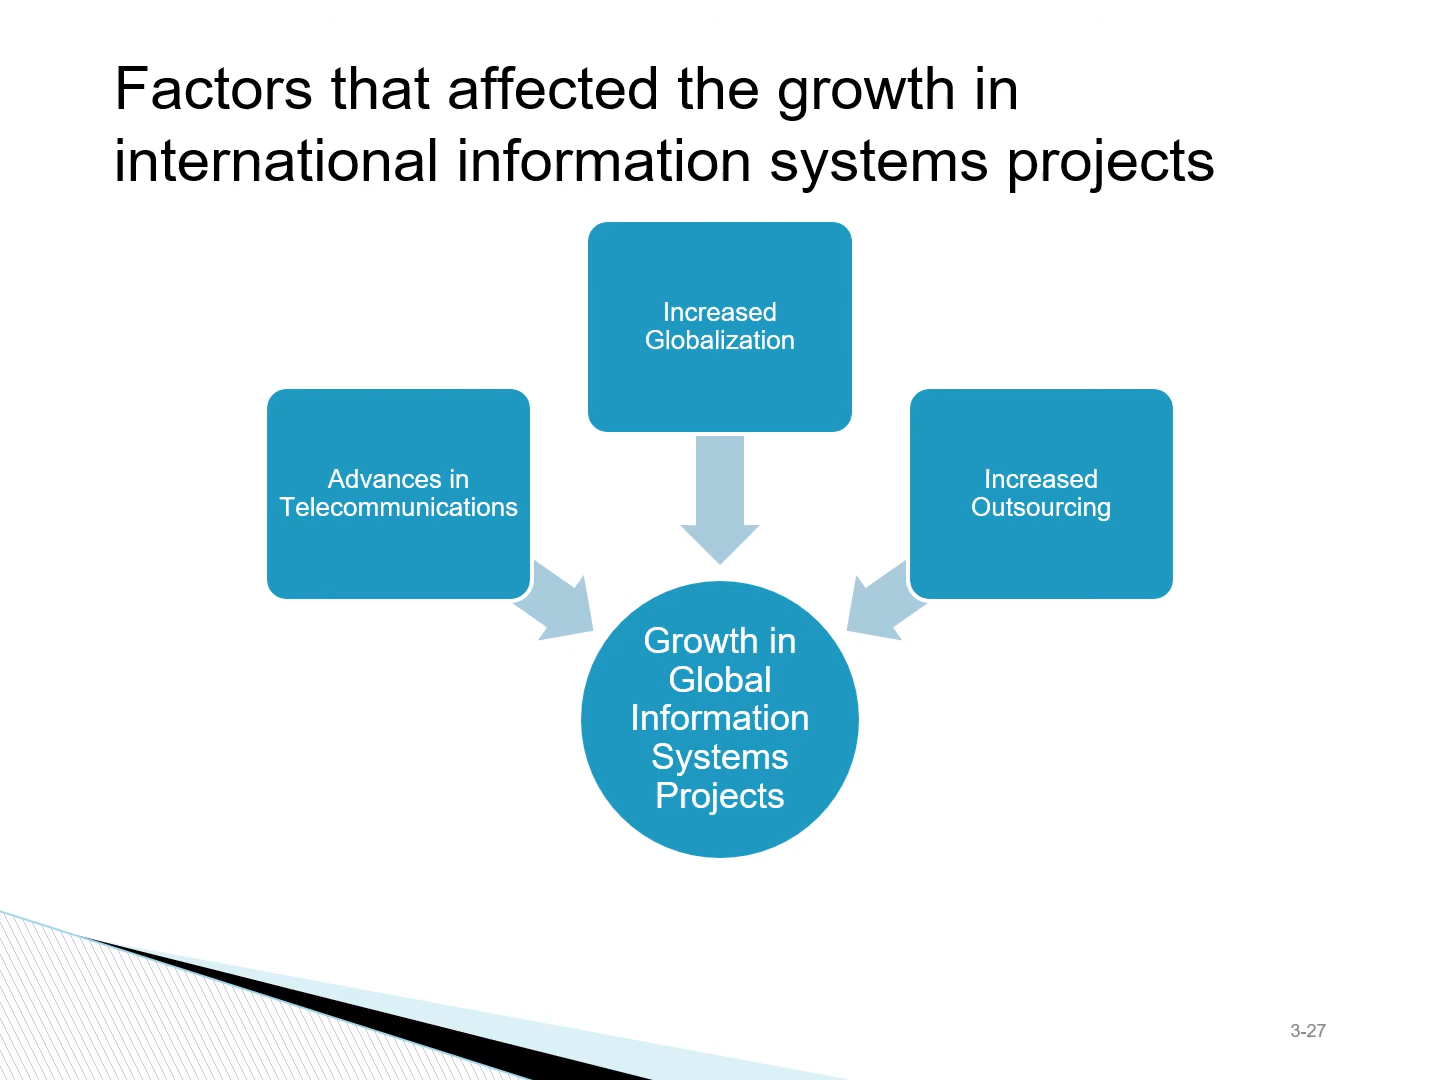 Factors that affected the growth in
international information systems projects
Increased
Globalization
Advances in
Telecommunications
Increased
Outsourcing
Growth in
Global
Information
Systems
Projects
3-27